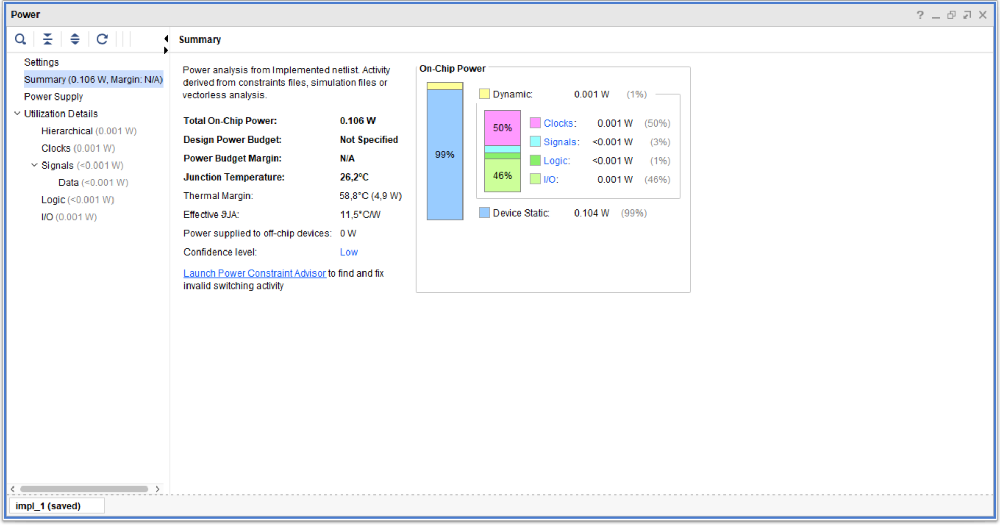 Power
Summary
Settings
Summary (0.106 W, Margin: N/A)
Power Supply
Utilization Details
Hierarchical (0.001 W)
Clocks (0.001 W)
Signals (<0.001 W)
Data (<0.001 W)
Logic (<0.001 W)
I/O (0.001 W)
Power analysis from Implemented netlist. Activity
derived from constraints files, simulation files or
vectorless analysis.
Total On-Chip Power: 0.106 W
Design Power Budget: Not Specified
Power Budget Margin: N/A
Junction Temperature: 26,2°C
Thermal Margin: 58,8°C (4,9 W)
Effective ϑJA: 11,5°C/W
Power supplied to off-chip devices: 0 W
Confidence level: Low
Launch Power Constraint Advisor to find and fix
invalid switching activity
On-Chip Power
99%
Dynamic: 0.001 W (1%)
50%
46%
Clocks: 0.001 W (50%)
Signals: <0.001 W (3%)
Logic: <0.001 W (1%)
I/O: 0.001 W (46%)
Device Static: 0.104 W (99%)
impl_1 (saved)